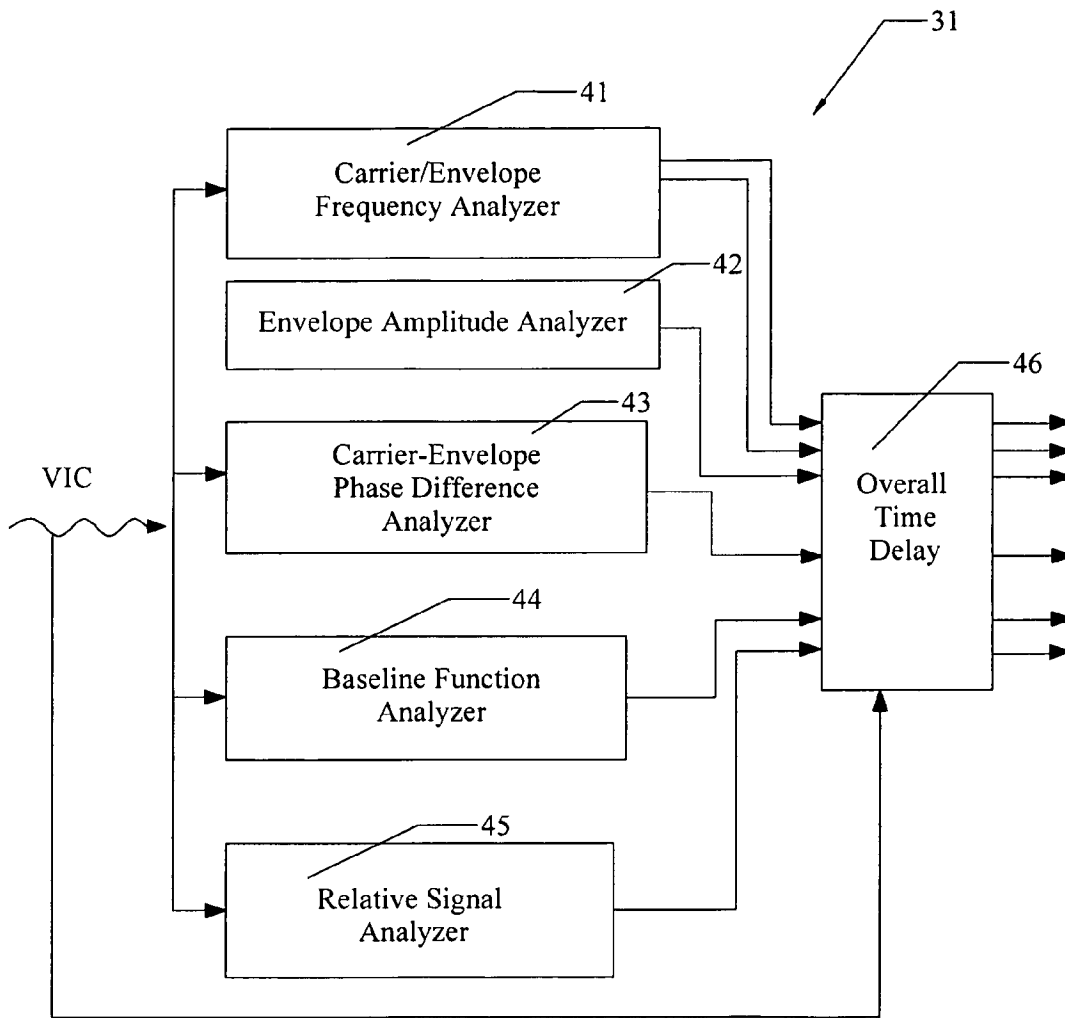 31
41
Carrier/Envelope
Frequency Analyzer
42
Envelope Amplitude Analyzer
43
Carrier-Envelope
Phase Difference
Analyzer
VIC
46
Overall
Time
Delay
44
Baseline Function
Analyzer
45
Relative Signal
Analyzer